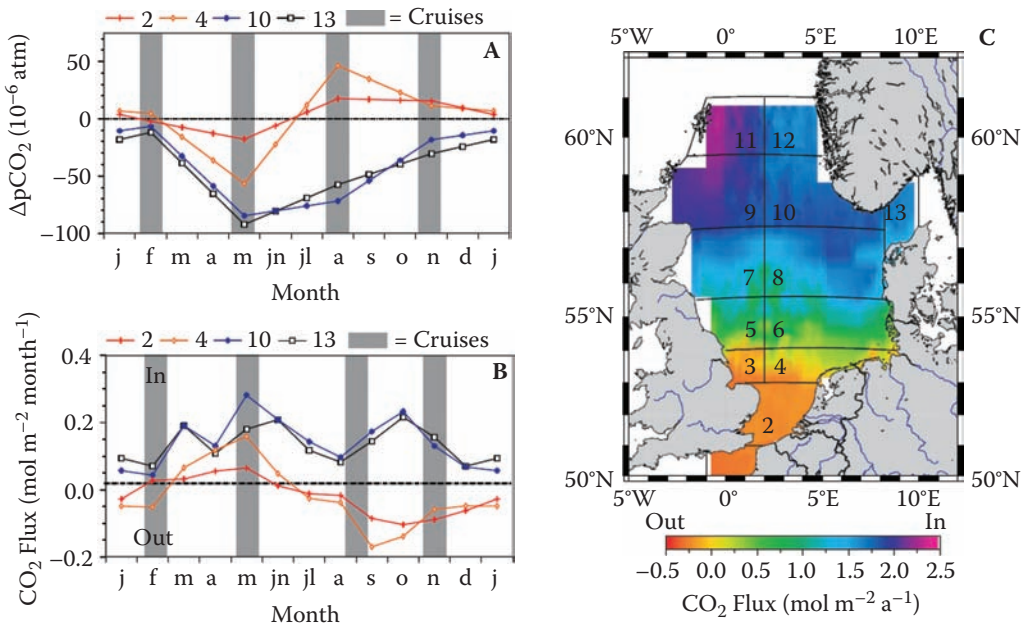 2 4 10 13 = Cruises
A
50
0
−50
−100
ΔpCO₂ (10⁻⁶ atm)
j f m a m jn jl a s o n d j
Month
2 4 10 13 = Cruises
B
0.4
0.2
0.0
−0.2
In
Out
CO₂ Flux (mol m⁻² month⁻¹)
j f m a m jn jl a s o n d j
Month
5°W 0° 5°E 10°E
C
60°N 60°N
55°N 55°N
50°N 50°N
11 12
9 10 13
7 8
5 6
3 4
2
5°W 0° 5°E 10°E
Out In
−0.5 0.0 0.5 1.0 1.5 2.0 2.5
CO₂ Flux (mol m⁻² a⁻¹)